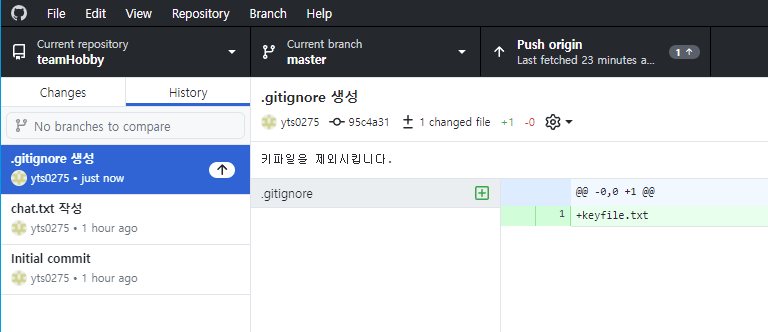 File Edit View Repository Branch Help
Current repository
teamHobby
Current branch
master
Push origin
Last fetched 23 minutes a...
1
Changes
History
No branches to compare
.gitignore 생성
yts0275 • just now
chat.txt 작성
yts0275 • 1 hour ago
Initial commit
yts0275 • 1 hour ago
.gitignore 생성
yts0275 95c4a31 1 changed file +1 -0
키파일을 제외시킵니다.
.gitignore
@@ -0,0 +1 @@
1 +keyfile.txt